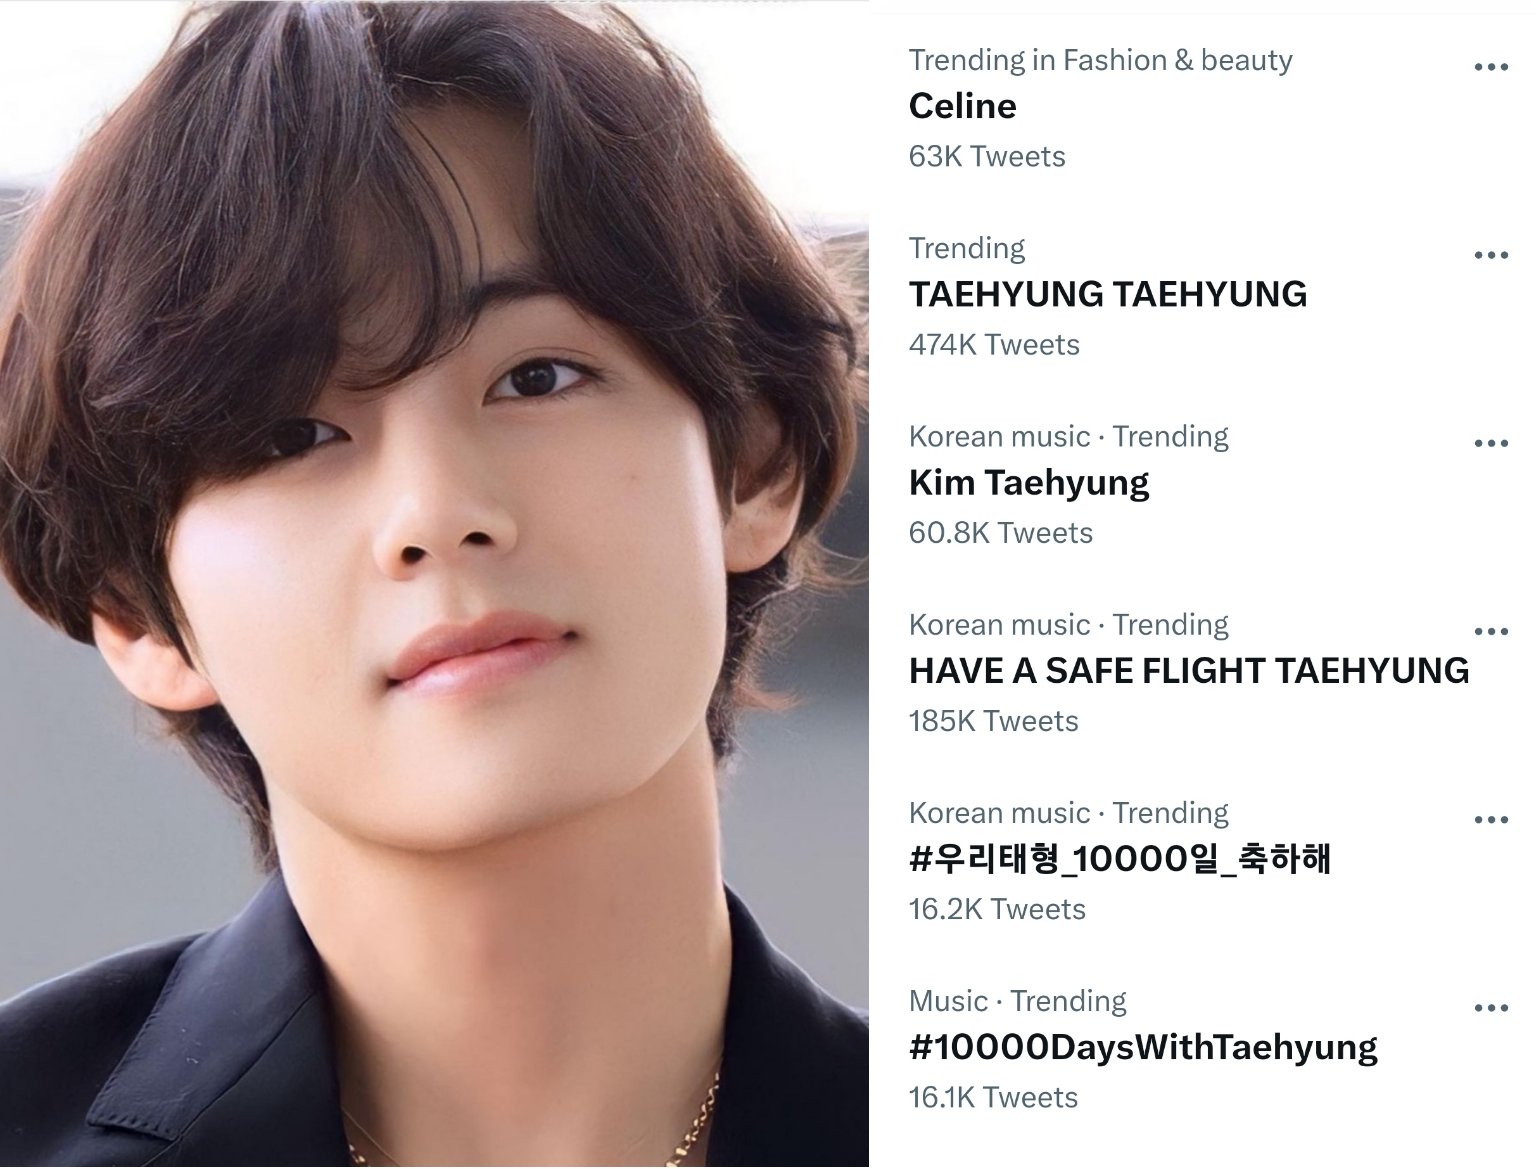 Trending in Fashion & beauty
Celine
63K Tweets
Trending
TAEHYUNG TAEHYUNG
474K Tweets
Korean music · Trending
Kim Taehyung
60.8K Tweets
Korean music · Trending
HAVE A SAFE FLIGHT TAEHYUNG
185K Tweets
Korean music · Trending
#우리태형_10000일_축하해
16.2K Tweets
Music · Trending
#10000DaysWithTaehyung
16.1K Tweets